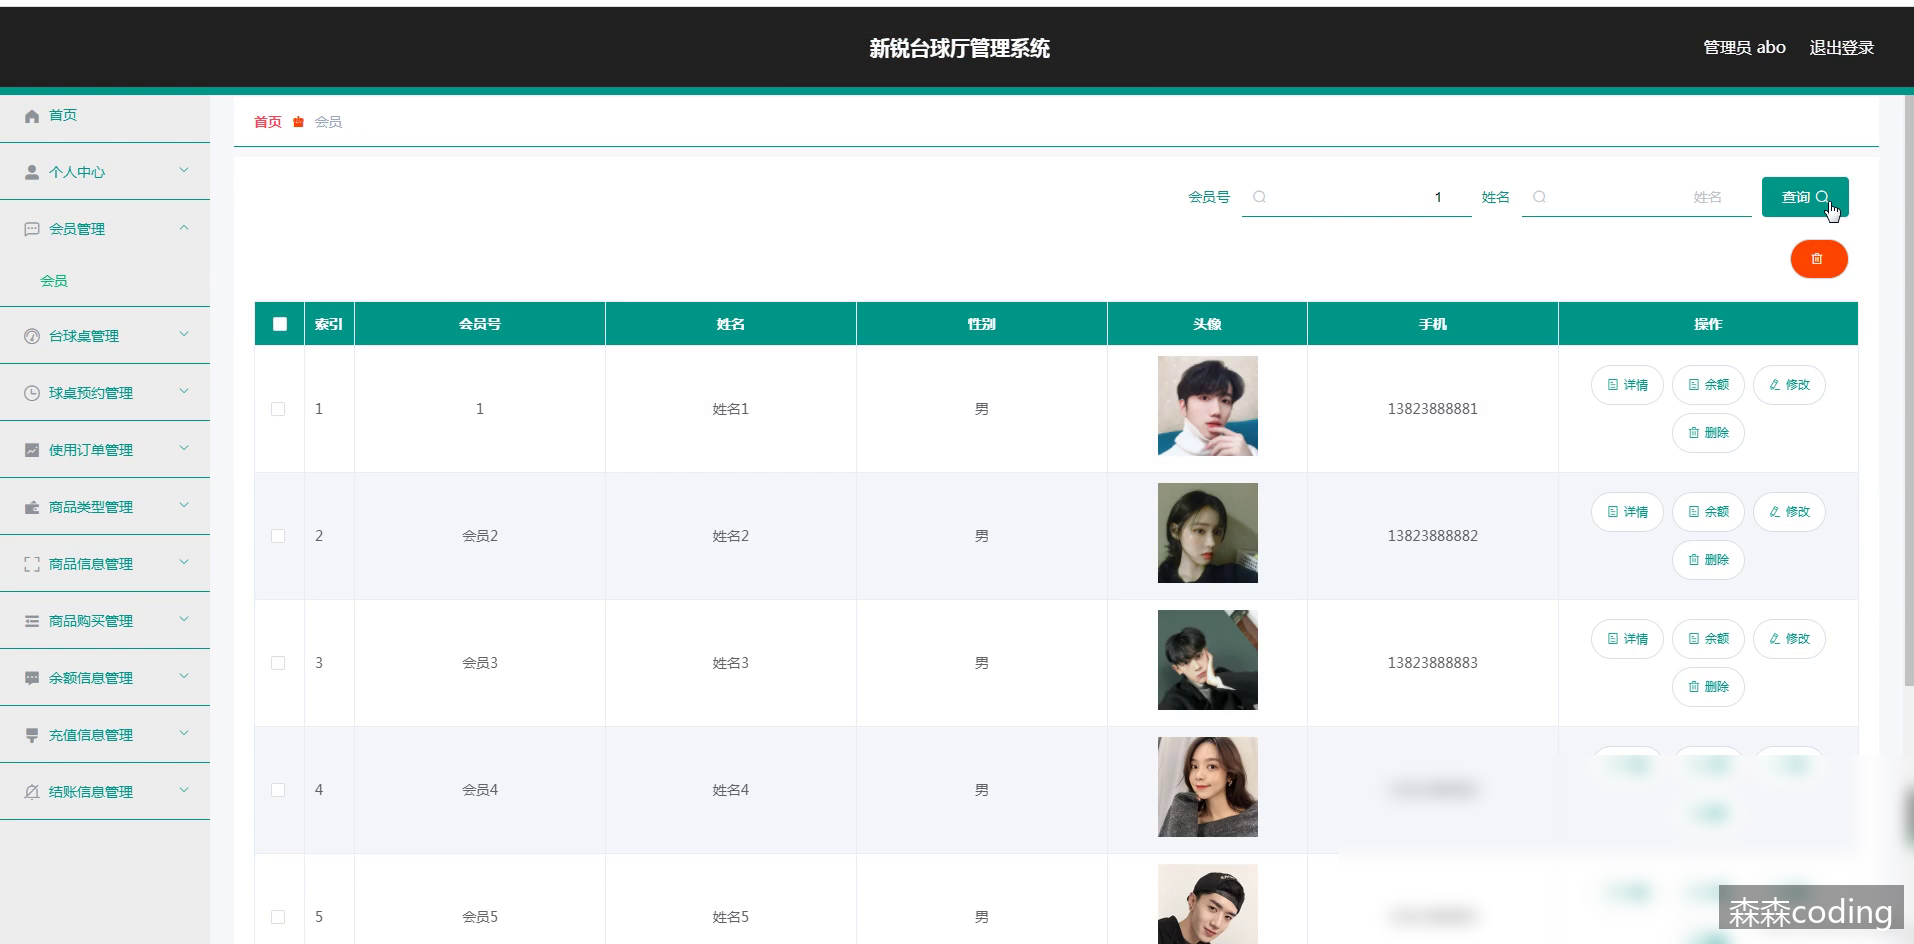 新锐台球厅管理系统
管理员 abo 退出登录
首页
个人中心
会员管理
会员
台球桌管理
球桌预约管理
使用订单管理
商品类型管理
商品信息管理
商品购买管理
余额信息管理
充值信息管理
结账信息管理
首页 会员
会员号 1 姓名 姓名 查询
索引 会员号 姓名 性别 头像 手机 操作
1 1 姓名1 男 13823888881 详情 余额 修改
删除
2 会员2 姓名2 男 13823888882 详情 余额 修改
删除
3 会员3 姓名3 男 13823888883 详情 余额 修改
删除
4 会员4 姓名4 男
5 会员5 姓名5 男
森森coding